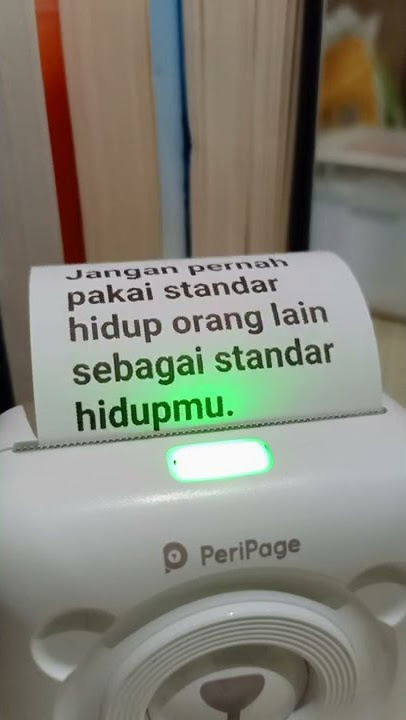 Jangan pernah
pakai standar
hidup orang lain
sebagai standar
hidupmu.
PeriPage